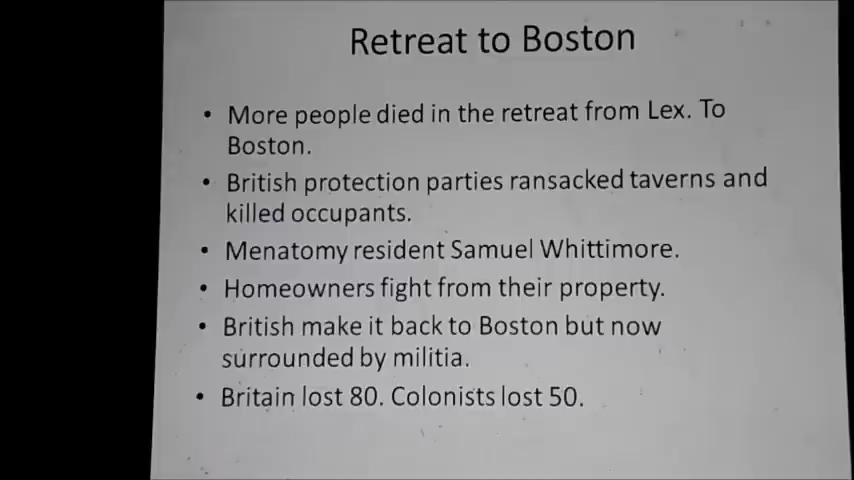 Retreat to Boston
• More people died in the retreat from Lex. To
Boston.
• British protection parties ransacked taverns and
killed occupants.
• Menatomy resident Samuel Whittimore.
• Homeowners fight from their property.
• British make it back to Boston but now
surrounded by militia.
• Britain lost 80. Colonists lost 50.